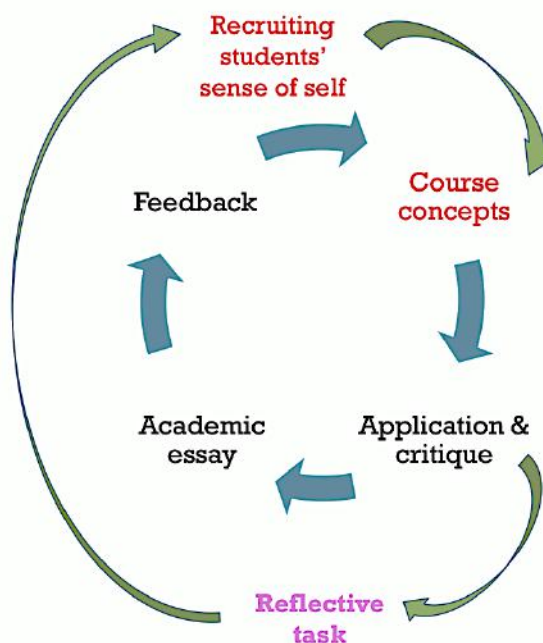 Recruiting
students'
sense of self
Course
concepts
Application &
critique
Reflective
task
Academic
essay
Feedback